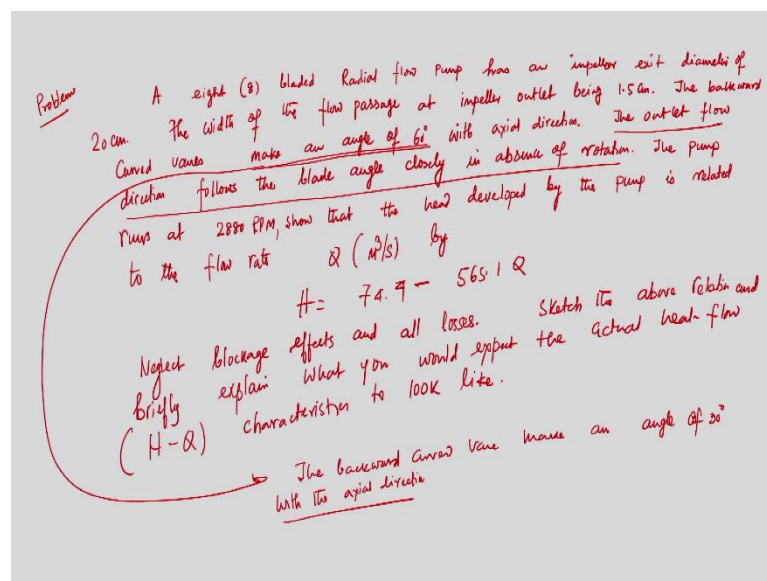 Problem
A eight (8) bladed Radial flow pump has an impeller exit diameter of
20 cm. The width of the flow passage at impeller outlet being 1.5 cm. The backward
Curved vanes make an angle of 60° with axial direction. The outlet flow
direction follows the blade angle closely in absence of rotation. The pump
runs at 2880 RPM, show that the head developed by the pump is related
to the flow rate Q (m³/s) by
H = 74.9 - 565.1 Q
Neglect blockage effects and all losses. Sketch the above relation and
briefly explain what you would expect the actual head-flow
(H-Q) characteristics to look like.
The backward curved vane make an angle of 30°
with the axial direction